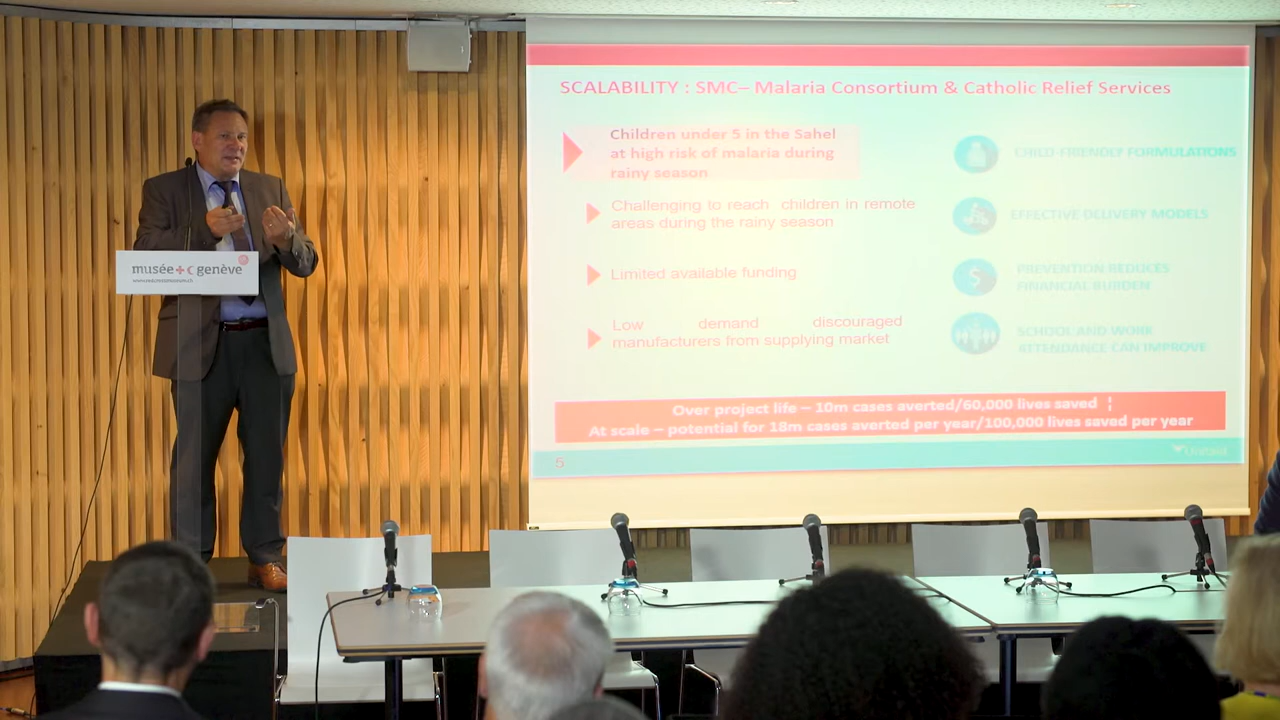 SCALABILITY : SMC– Malaria Consortium & Catholic Relief Services
Children under 5 in the Sahel
at high risk of malaria during
rainy season
Challenging to reach children in remote
areas during the rainy season
Limited available funding
Low demand discouraged
manufacturers from supplying market
CHILD-FRIENDLY FORMULATIONS
EFFECTIVE DELIVERY MODELS
PREVENTION REDUCES
FINANCIAL BURDEN
SCHOOL AND WORK
ATTENDANCE CAN IMPROVE
Over project life – 10m cases averted/60,000 lives saved ¦
At scale – potential for 18m cases averted per year/100,000 lives saved per year
5
musée genève